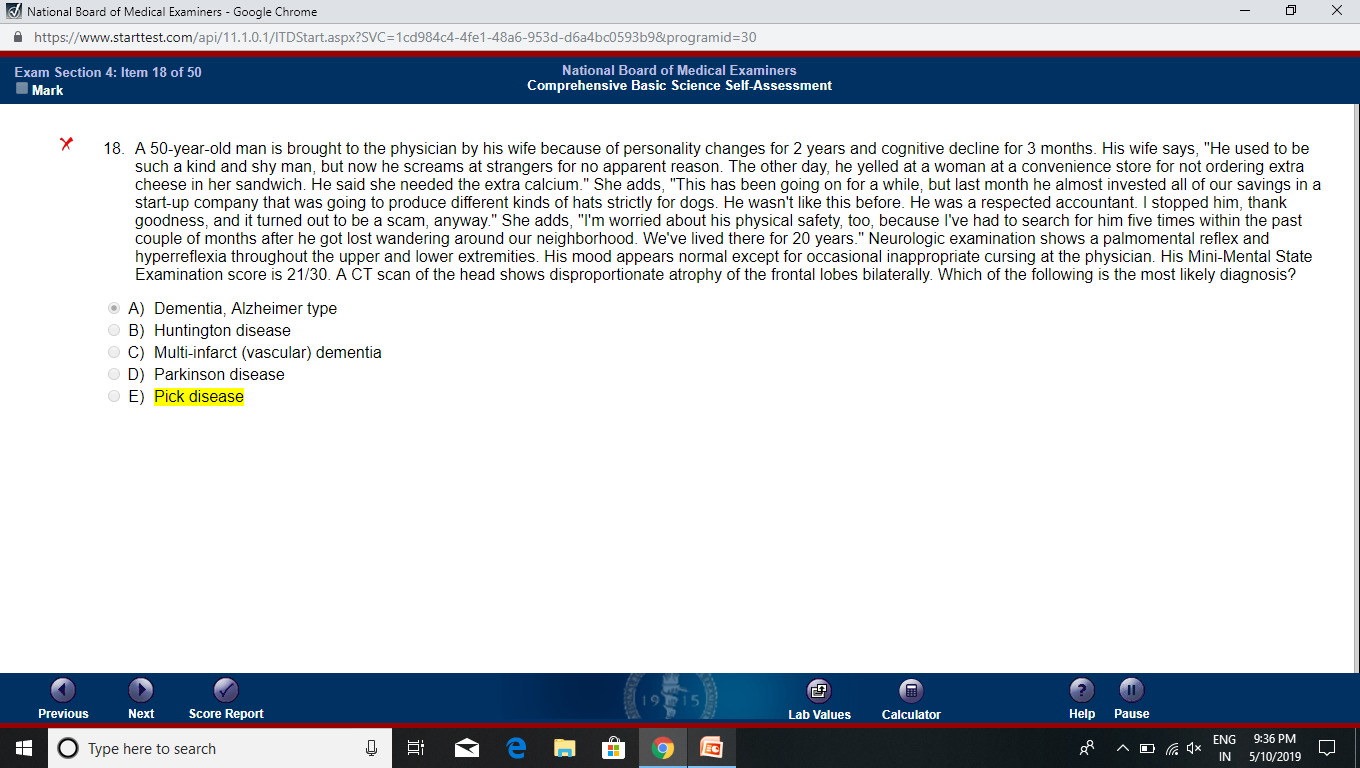 National Board of Medical Examiners - Google Chrome
https://www.starttest.com/api/11.1.0.1/ITDStart.aspx?SVC=1cd984c4-4fe1-48a6-953d-d6a4bc0593b9&programid=30
Exam Section 4: Item 18 of 50
National Board of Medical Examiners
Mark
Comprehensive Basic Science Self-Assessment
18. A 50-year-old man is brought to the physician by his wife because of personality changes for 2 years and cognitive decline for 3 months. His wife says, "He used to be
such a kind and shy man, but now he screams at strangers for no apparent reason. The other day, he yelled at a woman at a convenience store for not ordering extra
cheese in her sandwich. He said she needed the extra calcium." She adds, "This has been going on for a while, but last month he almost invested all of our savings in a
start-up company that was going to produce different kinds of hats strictly for dogs. He wasn't like this before. He was a respected accountant. I stopped him, thank
goodness, and it turned out to be a scam, anyway." She adds, "I'm worried about his physical safety, too, because I've had to search for him five times within the past
couple of months after he got lost wandering around our neighborhood. We've lived there for 20 years." Neurologic examination shows a palmomental reflex and
hyperreflexia throughout the upper and lower extremities. His mood appears normal except for occasional inappropriate cursing at the physician. His Mini-Mental State
Examination score is 21/30. A CT scan of the head shows disproportionate atrophy of the frontal lobes bilaterally. Which of the following is the most likely diagnosis?
A) Dementia, Alzheimer type
B) Huntington disease
C) Multi-infarct (vascular) dementia
D) Parkinson disease
E) Pick disease
19 15
Previous
Next
Score Report
Lab Values
Calculator
Help
Pause
Type here to search
ENG
IN
9:36 PM
5/10/2019